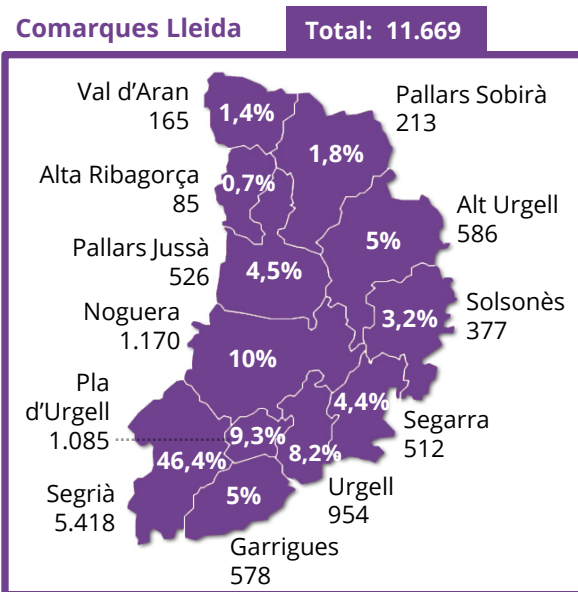 Comarques Lleida
Total: 11.669
Val d’Aran
165
1,4%
Pallars Sobirà
213
1,8%
Alta Ribagorça
85
0,7%
Alt Urgell
586
5%
Pallars Jussà
526
4,5%
Solsonès
377
3,2%
Noguera
1.170
10%
Pla
d’Urgell
1.085
9,3%
4,4%
Segarra
512
46,4%
Segrià
5.418
8,2%
Urgell
954
5%
Garrigues
578